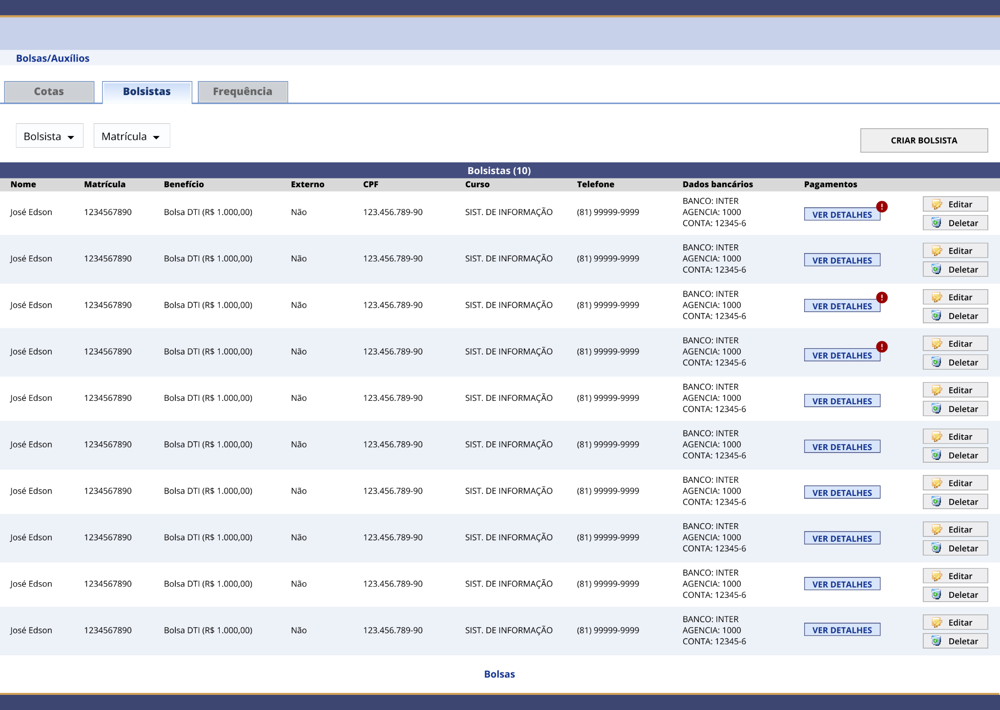 Bolsas/Auxílios
Cotas Bolsistas Frequência
Bolsista Matrícula
CRIAR BOLSISTA
Bolsistas (10)
Nome Matrícula Benefício Externo CPF Curso Telefone Dados bancários Pagamentos
BANCO: INTER Editar
José Edson 1234567890 Bolsa DTI (R$ 1.000,00) Não 123.456.789-90 SIST. DE INFORMAÇÃO (81) 99999-9999 AGENCIA: 1000 VER DETALHES !
CONTA: 12345-6 Deletar
BANCO: INTER Editar
José Edson 1234567890 Bolsa DTI (R$ 1.000,00) Não 123.456.789-90 SIST. DE INFORMAÇÃO (81) 99999-9999 AGENCIA: 1000 VER DETALHES
CONTA: 12345-6 Deletar
BANCO: INTER Editar
José Edson 1234567890 Bolsa DTI (R$ 1.000,00) Não 123.456.789-90 SIST. DE INFORMAÇÃO (81) 99999-9999 AGENCIA: 1000 VER DETALHES !
CONTA: 12345-6 Deletar
BANCO: INTER Editar
José Edson 1234567890 Bolsa DTI (R$ 1.000,00) Não 123.456.789-90 SIST. DE INFORMAÇÃO (81) 99999-9999 AGENCIA: 1000 VER DETALHES !
CONTA: 12345-6 Deletar
BANCO: INTER Editar
José Edson 1234567890 Bolsa DTI (R$ 1.000,00) Não 123.456.789-90 SIST. DE INFORMAÇÃO (81) 99999-9999 AGENCIA: 1000 VER DETALHES
CONTA: 12345-6 Deletar
BANCO: INTER Editar
José Edson 1234567890 Bolsa DTI (R$ 1.000,00) Não 123.456.789-90 SIST. DE INFORMAÇÃO (81) 99999-9999 AGENCIA: 1000 VER DETALHES
CONTA: 12345-6 Deletar
BANCO: INTER Editar
José Edson 1234567890 Bolsa DTI (R$ 1.000,00) Não 123.456.789-90 SIST. DE INFORMAÇÃO (81) 99999-9999 AGENCIA: 1000 VER DETALHES
CONTA: 12345-6 Deletar
BANCO: INTER Editar
José Edson 1234567890 Bolsa DTI (R$ 1.000,00) Não 123.456.789-90 SIST. DE INFORMAÇÃO (81) 99999-9999 AGENCIA: 1000 VER DETALHES
CONTA: 12345-6 Deletar
BANCO: INTER Editar
José Edson 1234567890 Bolsa DTI (R$ 1.000,00) Não 123.456.789-90 SIST. DE INFORMAÇÃO (81) 99999-9999 AGENCIA: 1000 VER DETALHES
CONTA: 12345-6 Deletar
BANCO: INTER Editar
José Edson 1234567890 Bolsa DTI (R$ 1.000,00) Não 123.456.789-90 SIST. DE INFORMAÇÃO (81) 99999-9999 AGENCIA: 1000 VER DETALHES
CONTA: 12345-6 Deletar
Bolsas